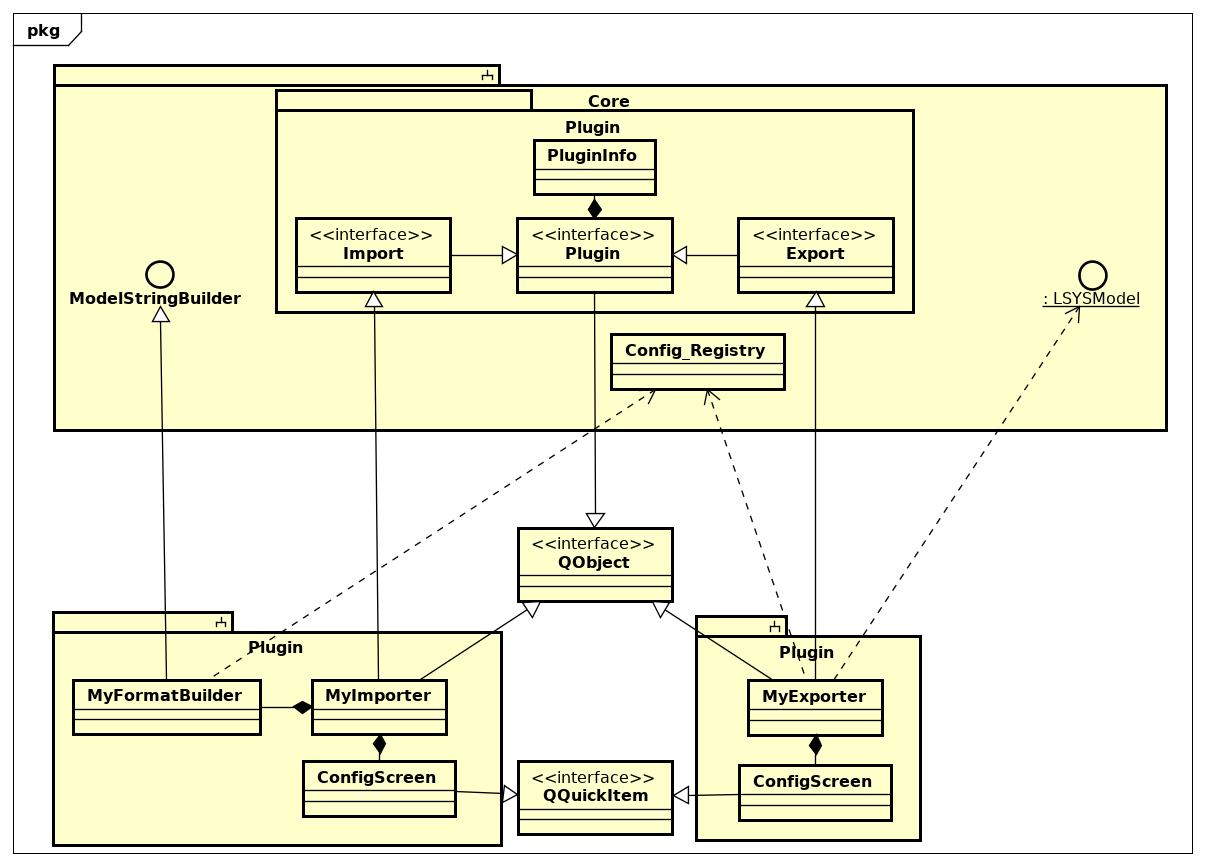 pkg
Core
Plugin
PluginInfo
<<interface>>
Import
<<interface>>
Plugin
<<interface>>
Export
ModelStringBuilder
: LSYSModel
Config_Registry
<<interface>>
QObject
Plugin
MyFormatBuilder
MyImporter
ConfigScreen
<<interface>>
QQuickItem
Plugin
MyExporter
ConfigScreen